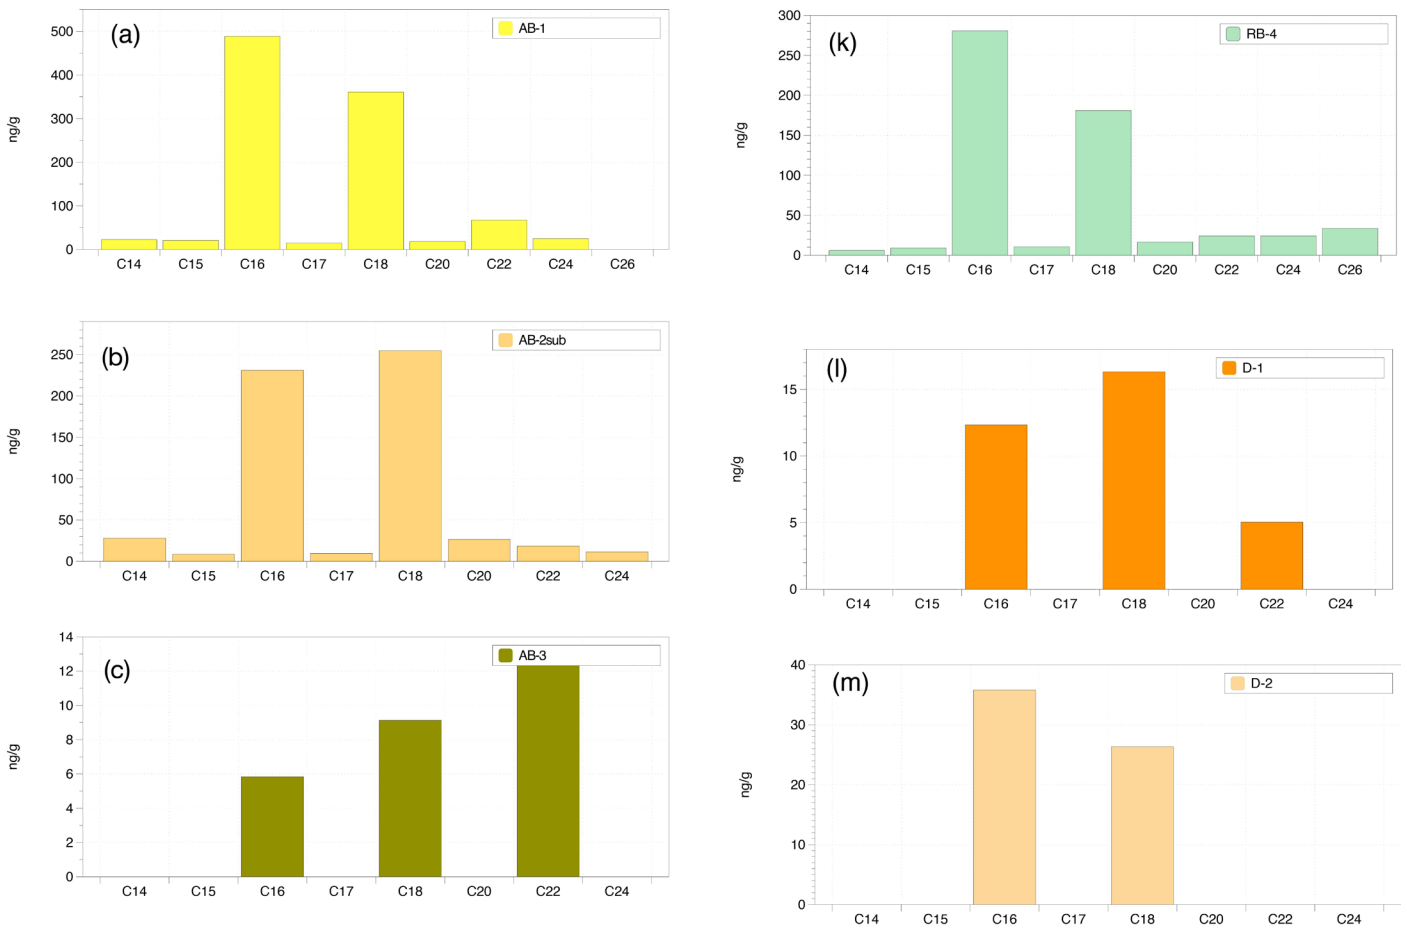 (a)
AB-1
ng/g
500
400
300
200
100
0
C14 C15 C16 C17 C18 C20 C22 C24 C26
(b)
AB-2sub
ng/g
250
200
150
100
50
0
C14 C15 C16 C17 C18 C20 C22 C24
(c)
AB-3
ng/g
14
12
10
8
6
4
2
0
C14 C15 C16 C17 C18 C20 C22 C24
(k)
RB-4
ng/g
300
250
200
150
100
50
0
C14 C15 C16 C17 C18 C20 C22 C24 C26
(l)
D-1
ng/g
15
10
5
0
C14 C15 C16 C17 C18 C20 C22 C24
(m)
D-2
ng/g
40
30
20
10
0
C14 C15 C16 C17 C18 C20 C22 C24